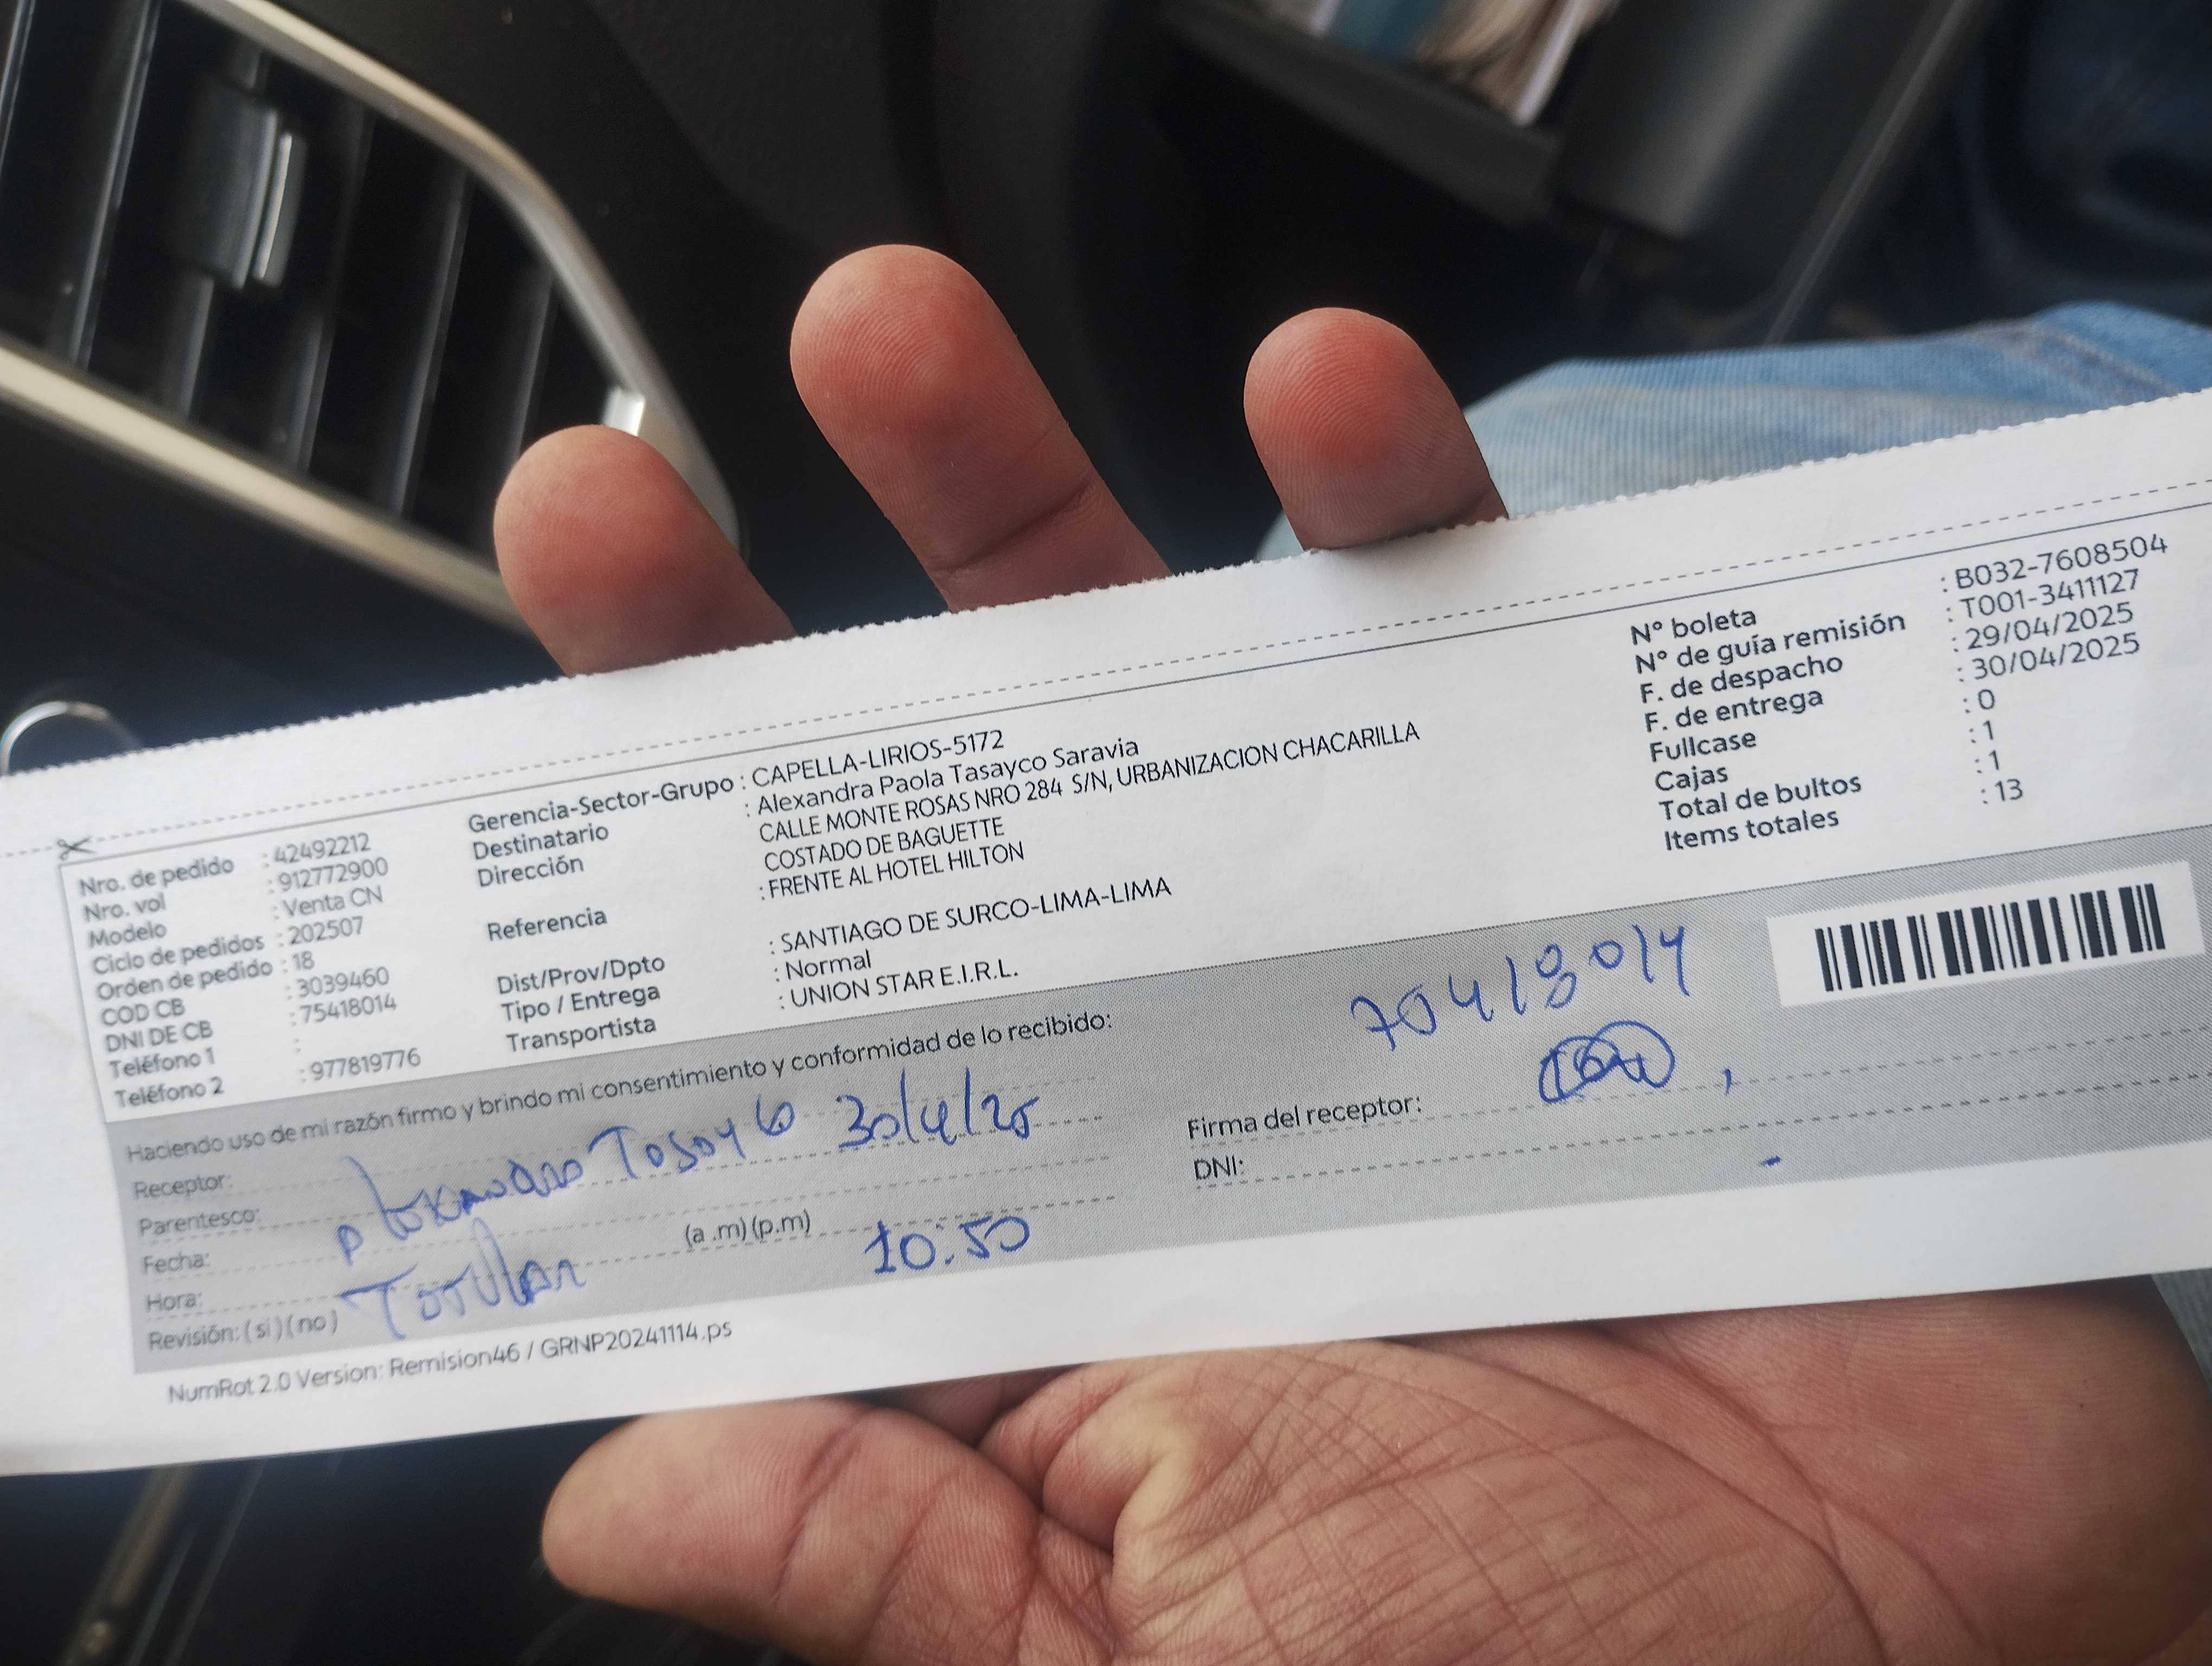 Nro. de pedido : 42492212
Nro. vol : 912772900
Modelo : Venta CN
Ciclo de pedidos : 202507
Orden de pedido : 18
COD CB : 3039460
DNI DE CB : 75418014
Teléfono 1 :
Teléfono 2 : 977819776
Gerencia-Sector-Grupo : CAPELLA-LIRIOS-5172
Destinatario : Alexandra Paola Tasayco Saravia
Dirección CALLE MONTE ROSAS NRO 284 S/N, URBANIZACION CHACARILLA
COSTADO DE BAGUETTE
Referencia : FRENTE AL HOTEL HILTON
Dist/Prov/Dpto : SANTIAGO DE SURCO-LIMA-LIMA
Tipo / Entrega : Normal
Transportista : UNION STAR E.I.R.L.
N° boleta : B032-7608504
N° de guía remisión : T001-3411127
F. de despacho : 29/04/2025
F. de entrega : 30/04/2025
Fullcase : 0
Cajas : 1
Total de bultos : 1
Items totales : 13
Haciendo uso de mi razón firmo y brindo mi consentimiento y conformidad de lo recibido:
Receptor: 30/4/25
Parentesco:
Fecha:
Hora: (a .m) (p.m) 10:50
Revisión: ( si ) ( no )
Firma del receptor:
DNI:
NumRot 2.0 Version: Remision46 / GRNP20241114.ps